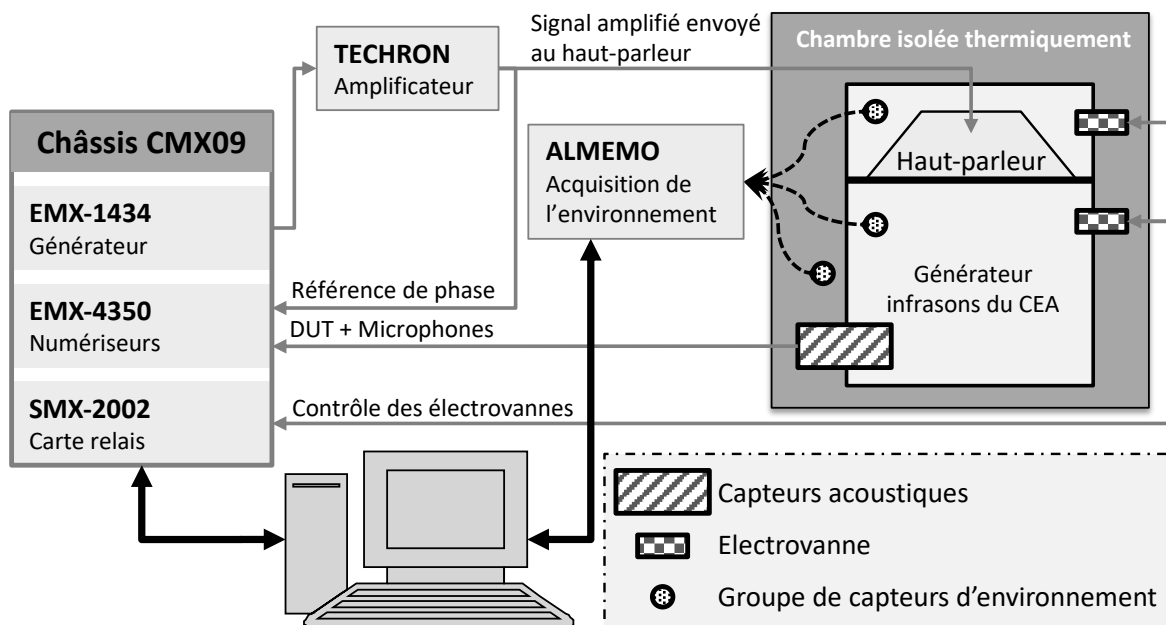 Signal amplifié envoyé
au haut-parleur
Chambre isolée thermiquement
TECHRON
Amplificateur
Châssis CMX09
ALMEMO
Acquisition de
l'environnement
Haut-parleur
EMX-1434
Générateur
Générateur
infrasons du CEA
Référence de phase
EMX-4350
Numériseurs
DUT + Microphones
SMX-2002
Carte relais
Contrôle des électrovannes
Capteurs acoustiques
Electrovanne
Groupe de capteurs d'environnement